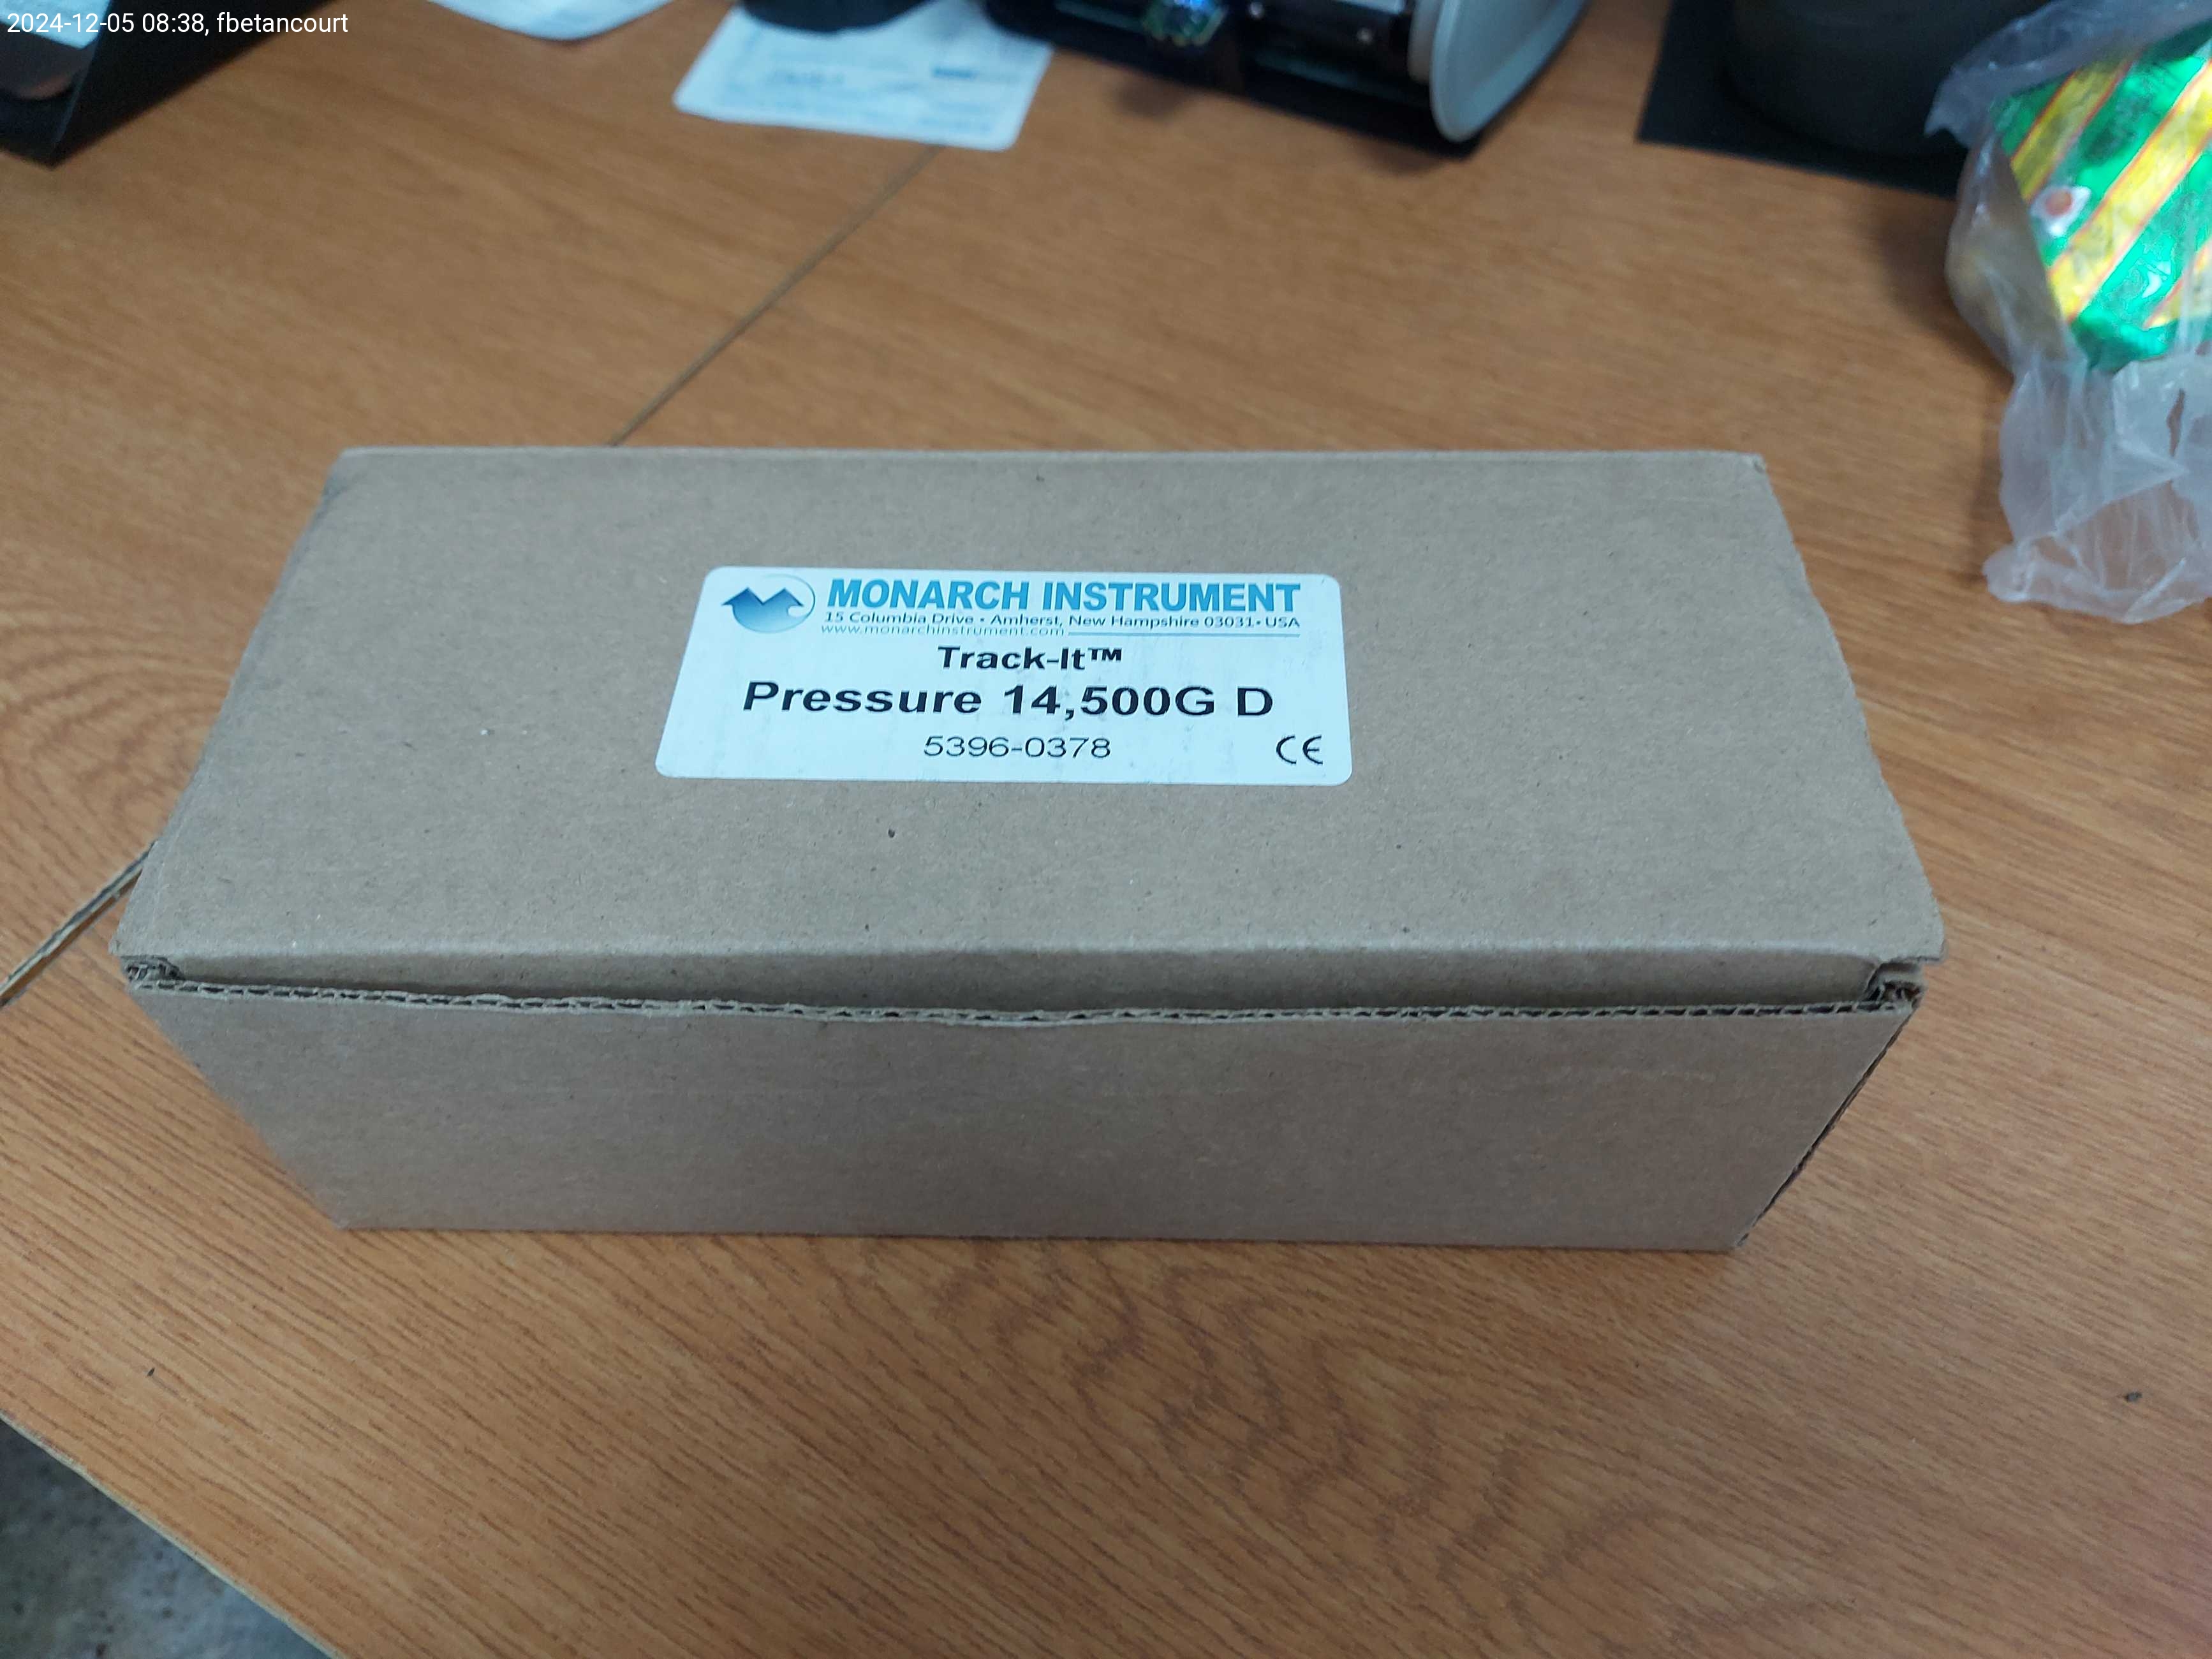 2024-12-05 08:38, fbetancourt
MONARCH INSTRUMENT
15 Columbia Drive • Amherst, New Hampshire 03031• USA
www.monarchinstrument.com
Track-It™
Pressure 14,500G D
5396-0378
CE